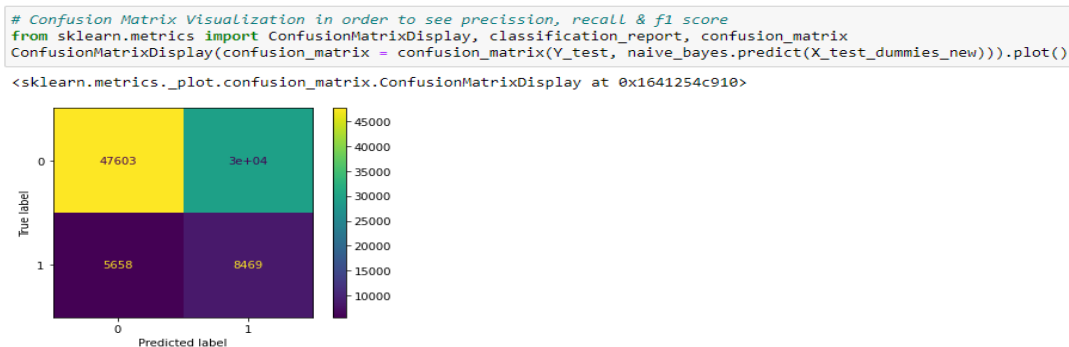 # Confusion Matrix Visualization in order to see precission, recall & f1 score
from sklearn.metrics import ConfusionMatrixDisplay, classification_report, confusion_matrix
ConfusionMatrixDisplay(confusion_matrix = confusion_matrix(Y_test, naive_bayes.predict(X_test_dummies_new))).plot()
<sklearn.metrics._plot.confusion_matrix.ConfusionMatrixDisplay at 0x1641254c910>
True label
0
1
47603
3e+04
5658
8469
0
1
Predicted label
45000
40000
35000
30000
25000
20000
15000
10000